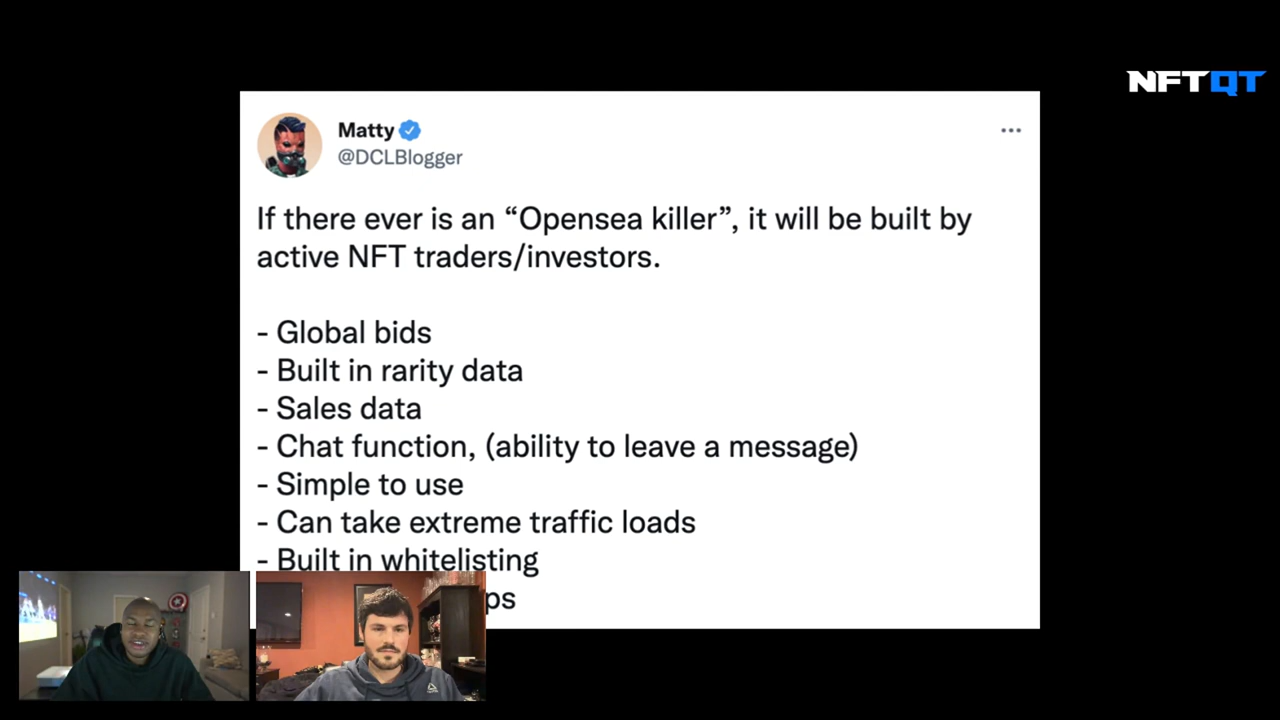 NFTQT
Matty
@DCLBlogger
If there ever is an “Opensea killer”, it will be built by
active NFT traders/investors.
- Global bids
- Built in rarity data
- Sales data
- Chat function, (ability to leave a message)
- Simple to use
- Can take extreme traffic loads
- Built in whitelisting